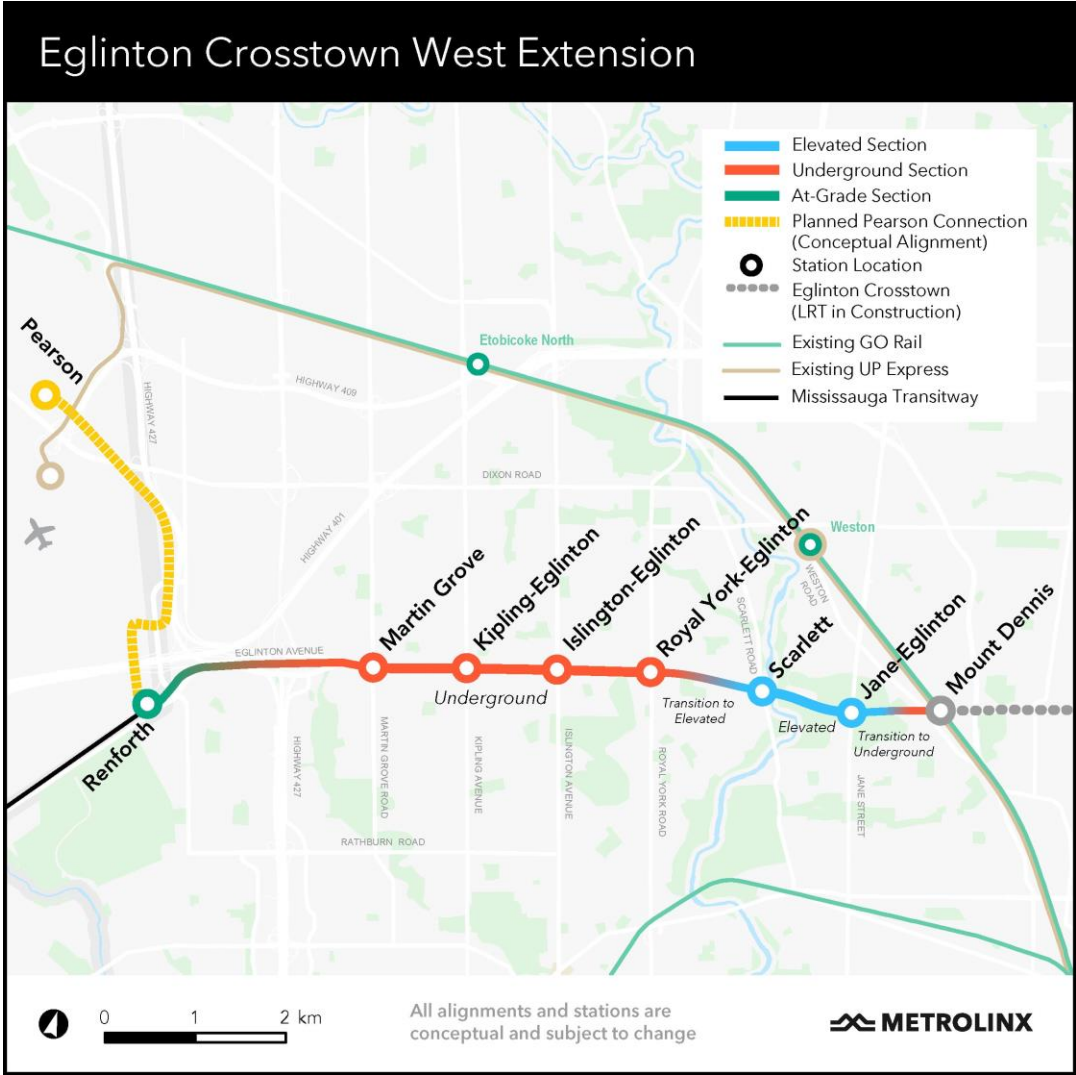 Eglinton Crosstown West Extension
Elevated Section
Underground Section
At-Grade Section
Planned Pearson Connection
(Conceptual Alignment)
Station Location
Eglinton Crosstown
(LRT in Construction)
Existing GO Rail
Existing UP Express
Mississauga Transitway
Pearson
Etobicoke North
HIGHWAY 409
HIGHWAY 427
DIXON ROAD
HIGHWAY 401
Weston
WESTON
ROAD
SCARLETT ROAD
EGLINTON AVENUE
Renforth
Martin Grove
Kipling-Eglinton
Islington-Eglinton
Royal York-Eglinton
Scarlett
Jane-Eglinton
Mount Dennis
Underground
Transition to
Elevated
Elevated
Transition to
Underground
HIGHWAY 427
MARTIN GROVE ROAD
KIPLING AVENUE
ISLINGTON AVENUE
ROYAL YORK ROAD
JANE STREET
RATHBURN ROAD
0 1 2 km
All alignments and stations are
conceptual and subject to change
METROLINX